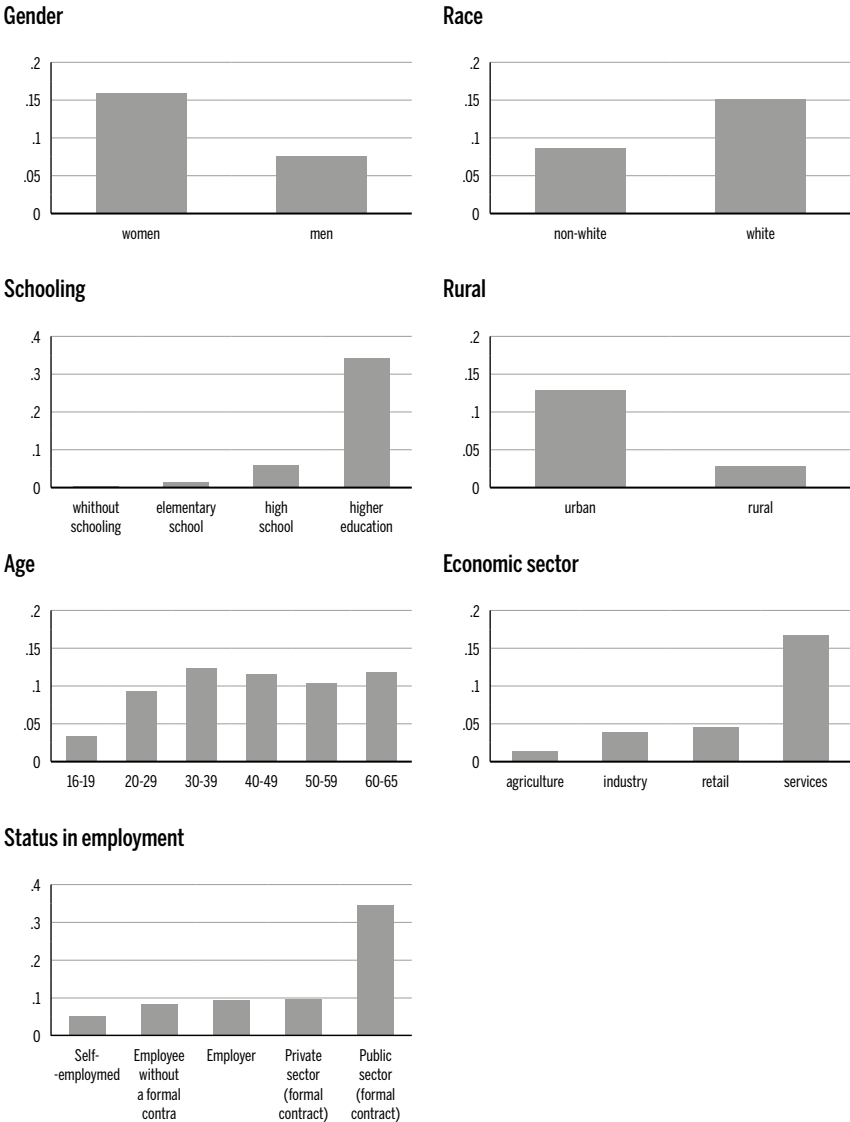 Gender
.2
.15
.1
.05
0
women men
Race
.2
.15
.1
.05
0
non-white white
Schooling
.4
.3
.2
.1
0
whithout elementary high higher
schooling school school education
Rural
.2
.15
.1
.05
0
urban rural
Age
.2
.15
.1
.05
0
16-19 20-29 30-39 40-49 50-59 60-65
Economic sector
.2
.15
.1
.05
0
agriculture industry retail services
Status in employment
.4
.3
.2
.1
0
Self- Employee Employer Private Public
-employmed without sector sector
a formal (formal (formal
contra contract) contract)